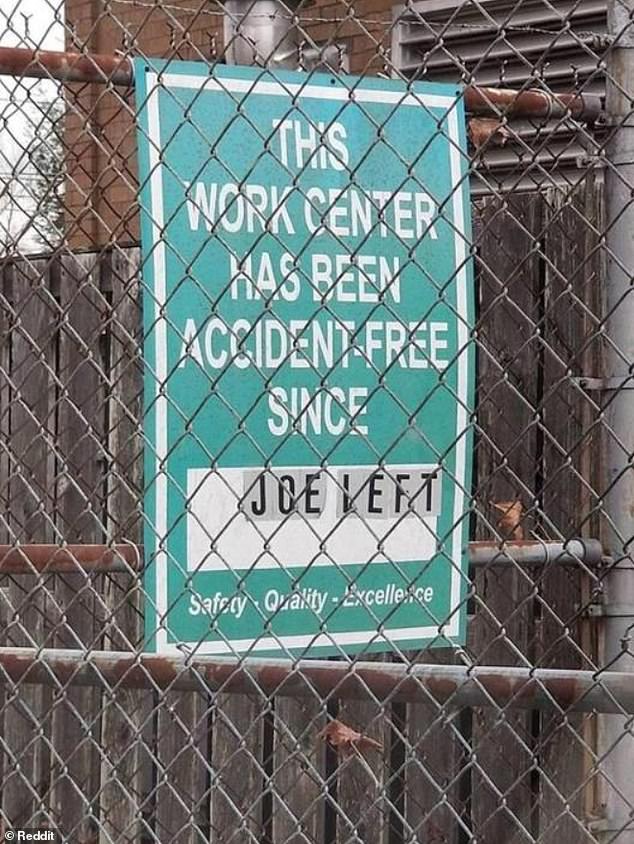 THIS
WORK CENTER
HAS BEEN
ACCIDENT-FREE
SINCE
JOE LEFT
Safety - Quality - Excellence
© Reddit